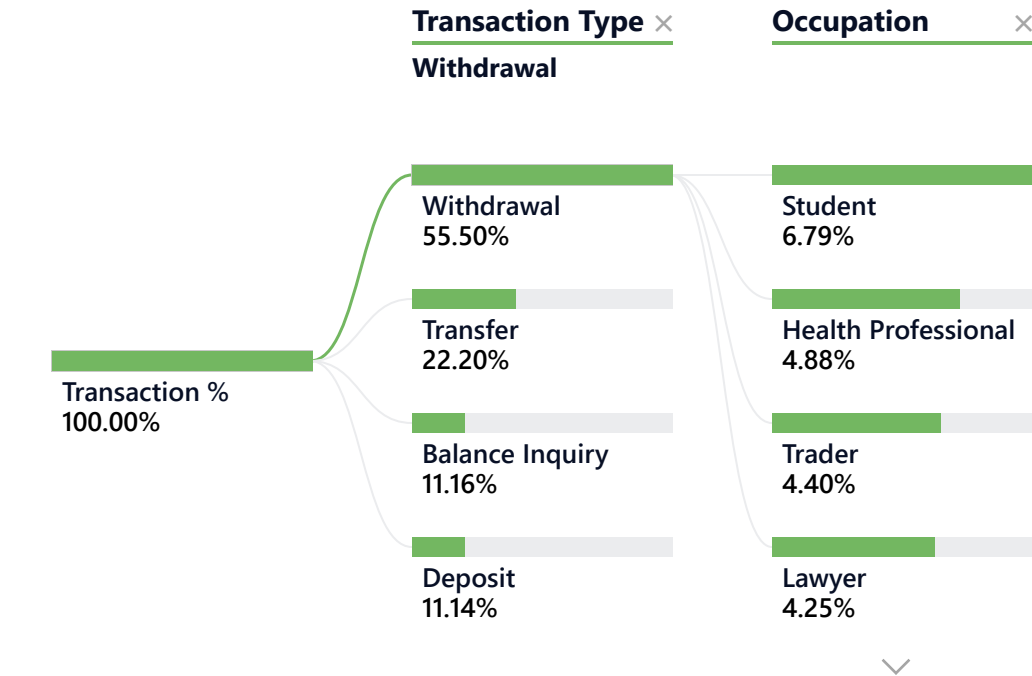 Transaction Type
Occupation
Withdrawal
Transaction %
100.00%
Withdrawal
55.50%
Transfer
22.20%
Balance Inquiry
11.16%
Deposit
11.14%
Student
6.79%
Health Professional
4.88%
Trader
4.40%
Lawyer
4.25%